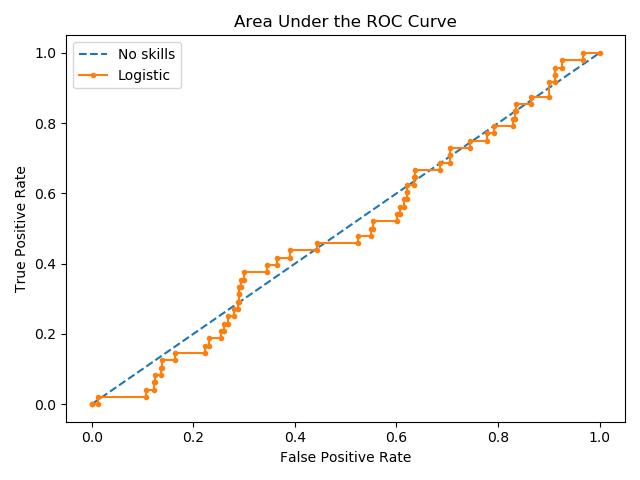 Area Under the ROC Curve
No skills
Logistic
True Positive Rate
1.0
0.8
0.6
0.4
0.2
0.0
0.0 0.2 0.4 0.6 0.8 1.0
False Positive Rate